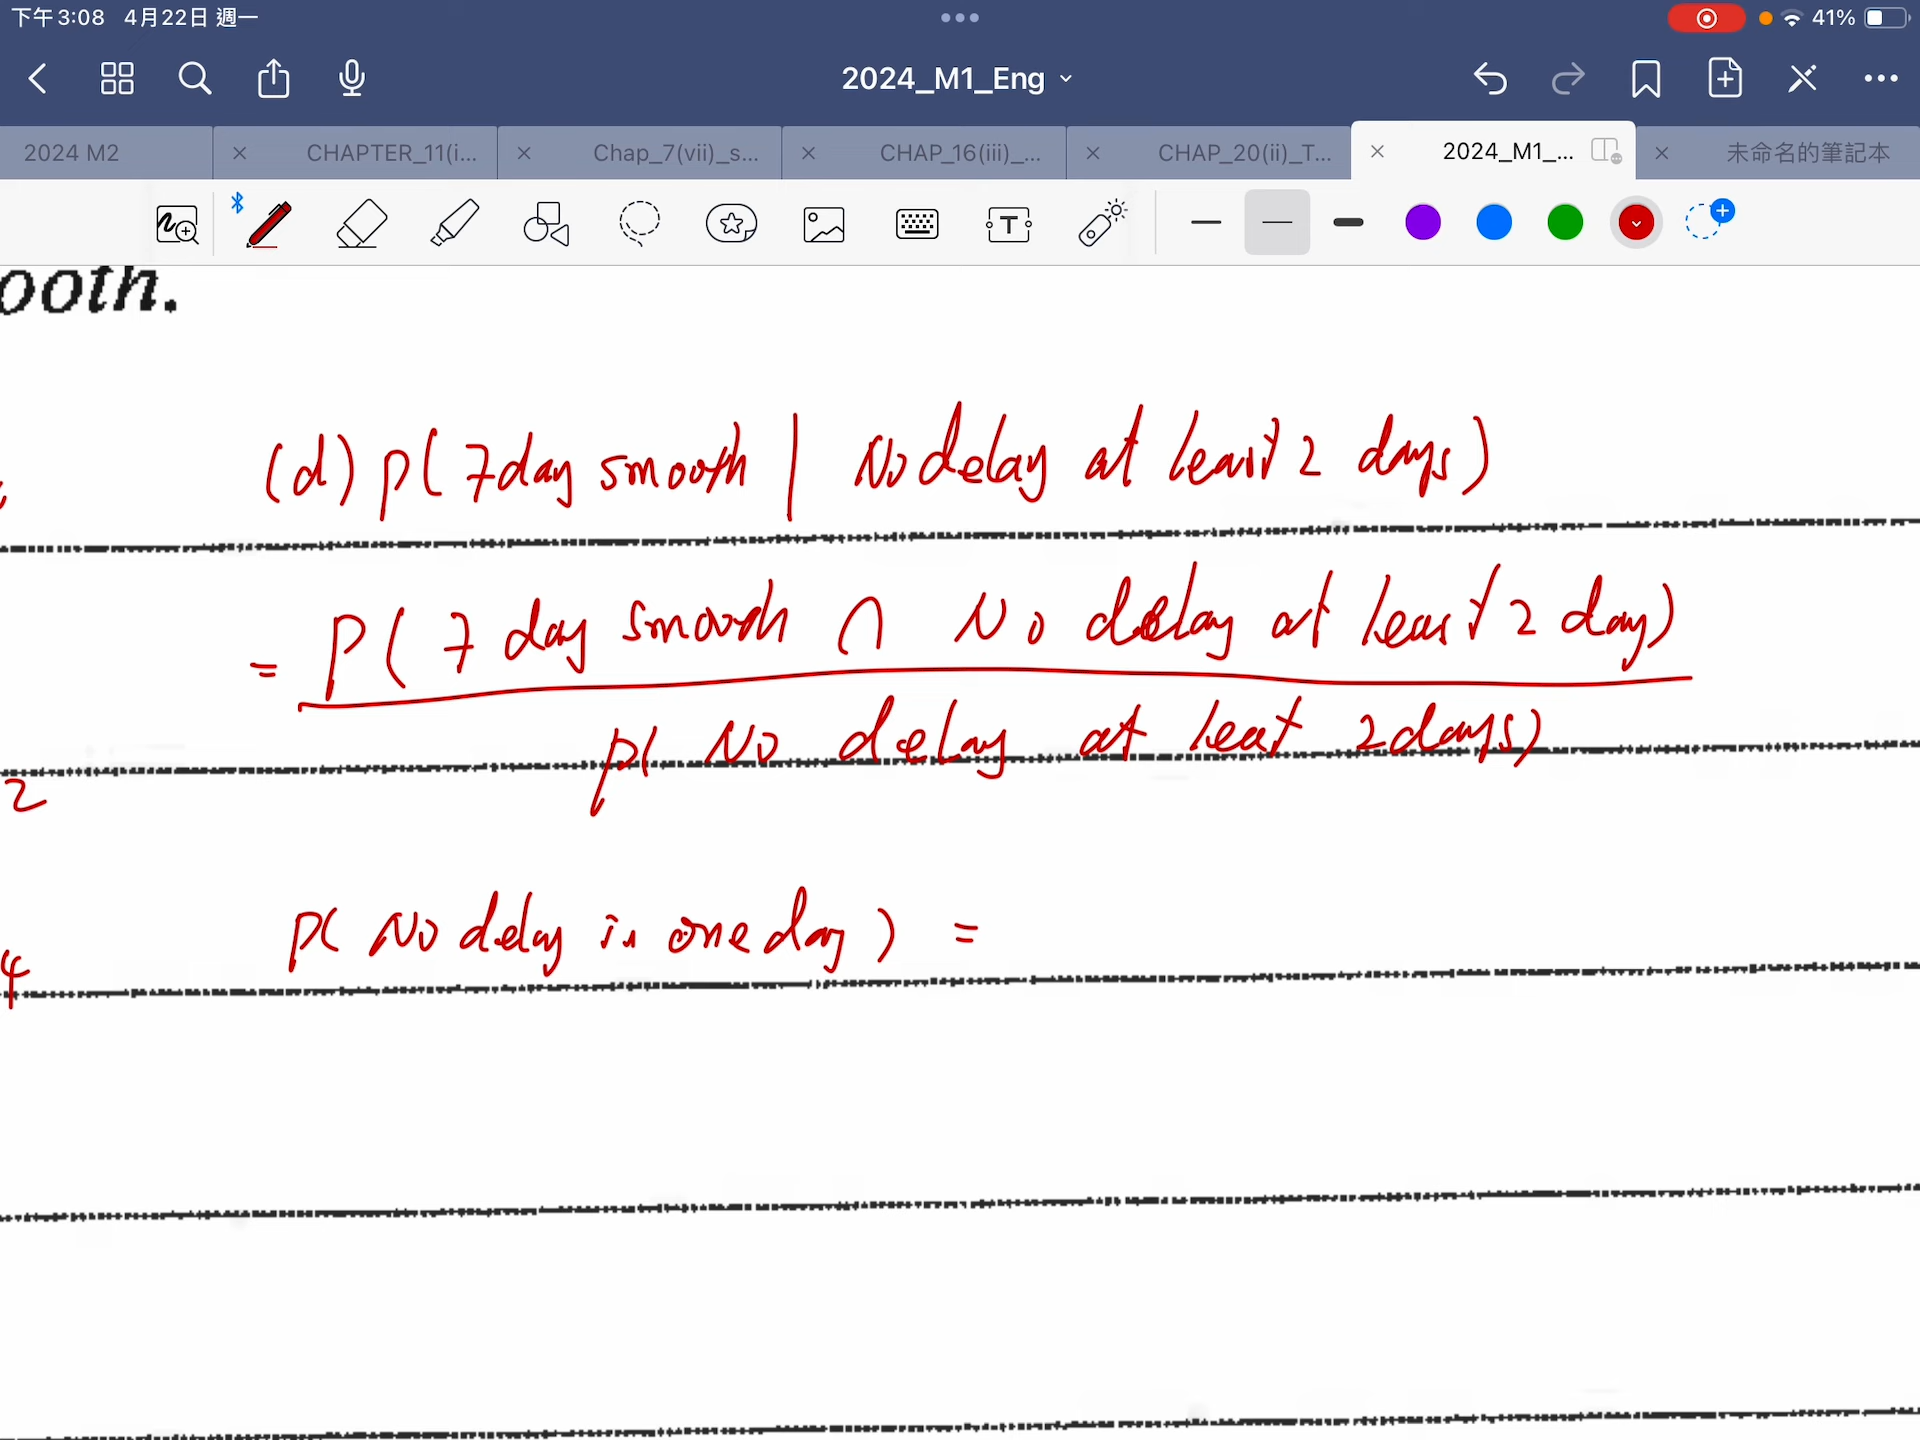 下午3:08 4月22日 週一
41%
2024_M1_Eng
2024 M2
CHAPTER_11(i...
Chap_7(vii)_s...
CHAP_16(iii)_...
CHAP_20(ii)_T...
2024_M1_...
未命名的筆記本
ooth.
(d) P( 7day smooth | No delay at least 2 days)
= P( 7 day smooth ∩ No delay at least 2 day)
P( No delay at least 2days)
2
P( No delay in one day ) =
4